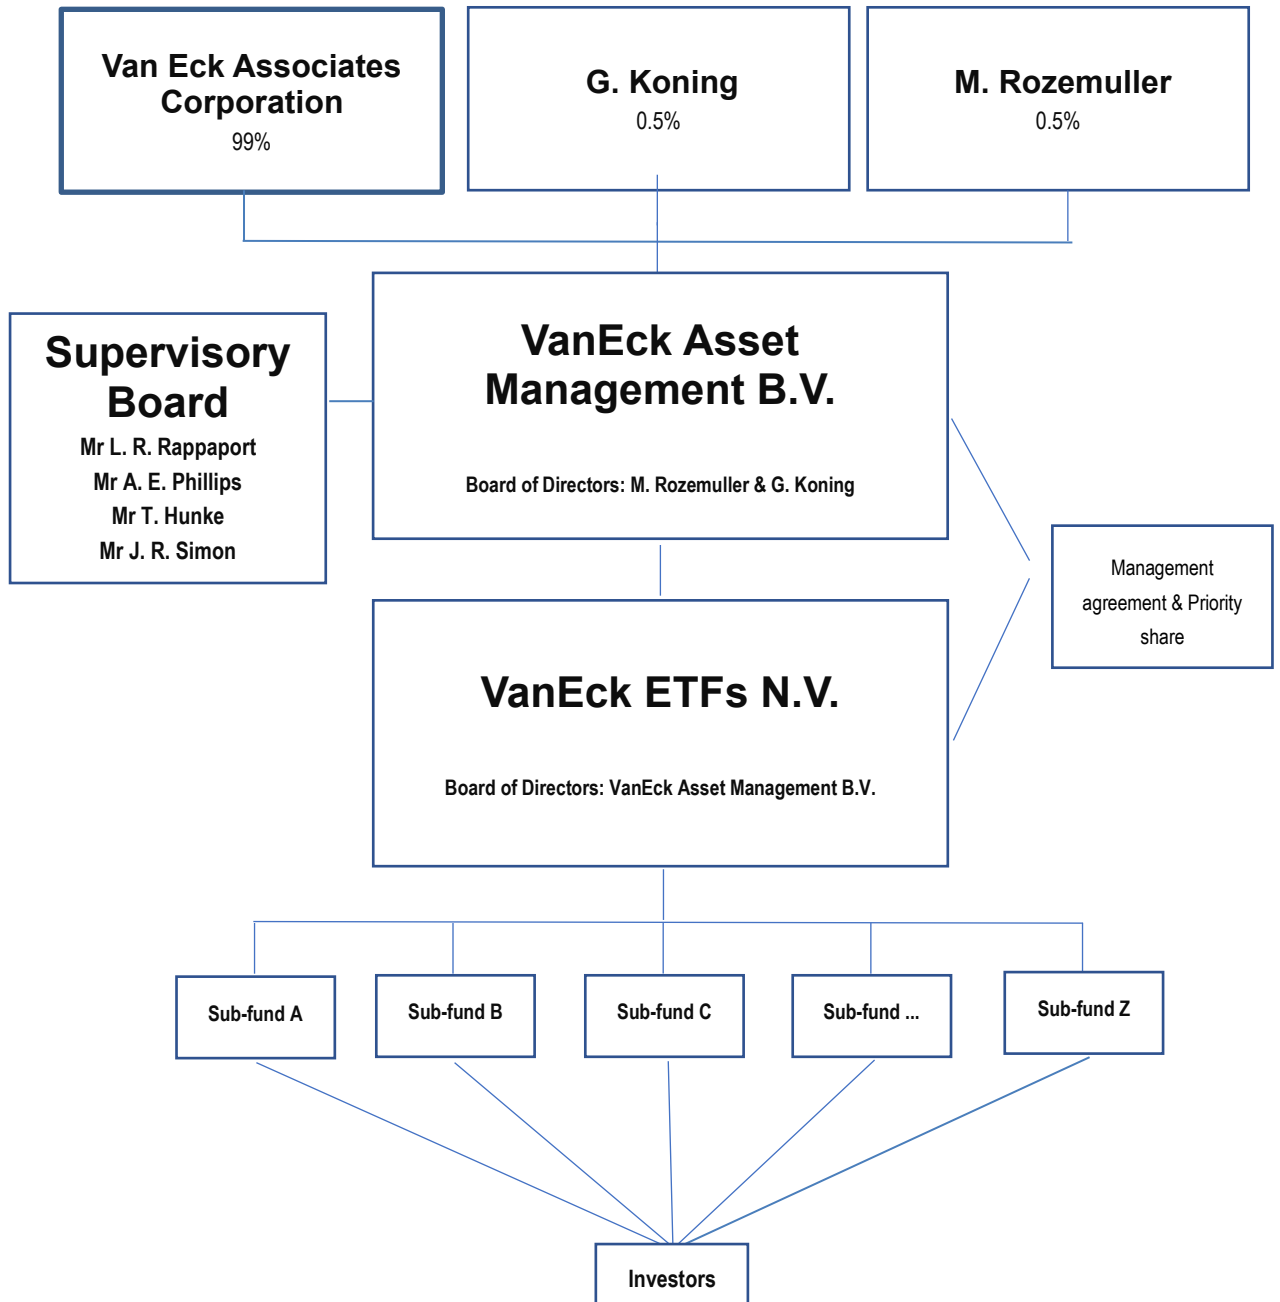 Van Eck Associates
Corporation
99%
G. Koning
0.5%
M. Rozemuller
0.5%
Supervisory
Board
Mr L. R. Rappaport
Mr A. E. Phillips
Mr T. Hunke
Mr J. R. Simon
VanEck Asset
Management B.V.
Board of Directors: M. Rozemuller & G. Koning
Management
agreement & Priority
share
VanEck ETFs N.V.
Board of Directors: VanEck Asset Management B.V.
Sub-fund A
Sub-fund B
Sub-fund C
Sub-fund ...
Sub-fund Z
Investors